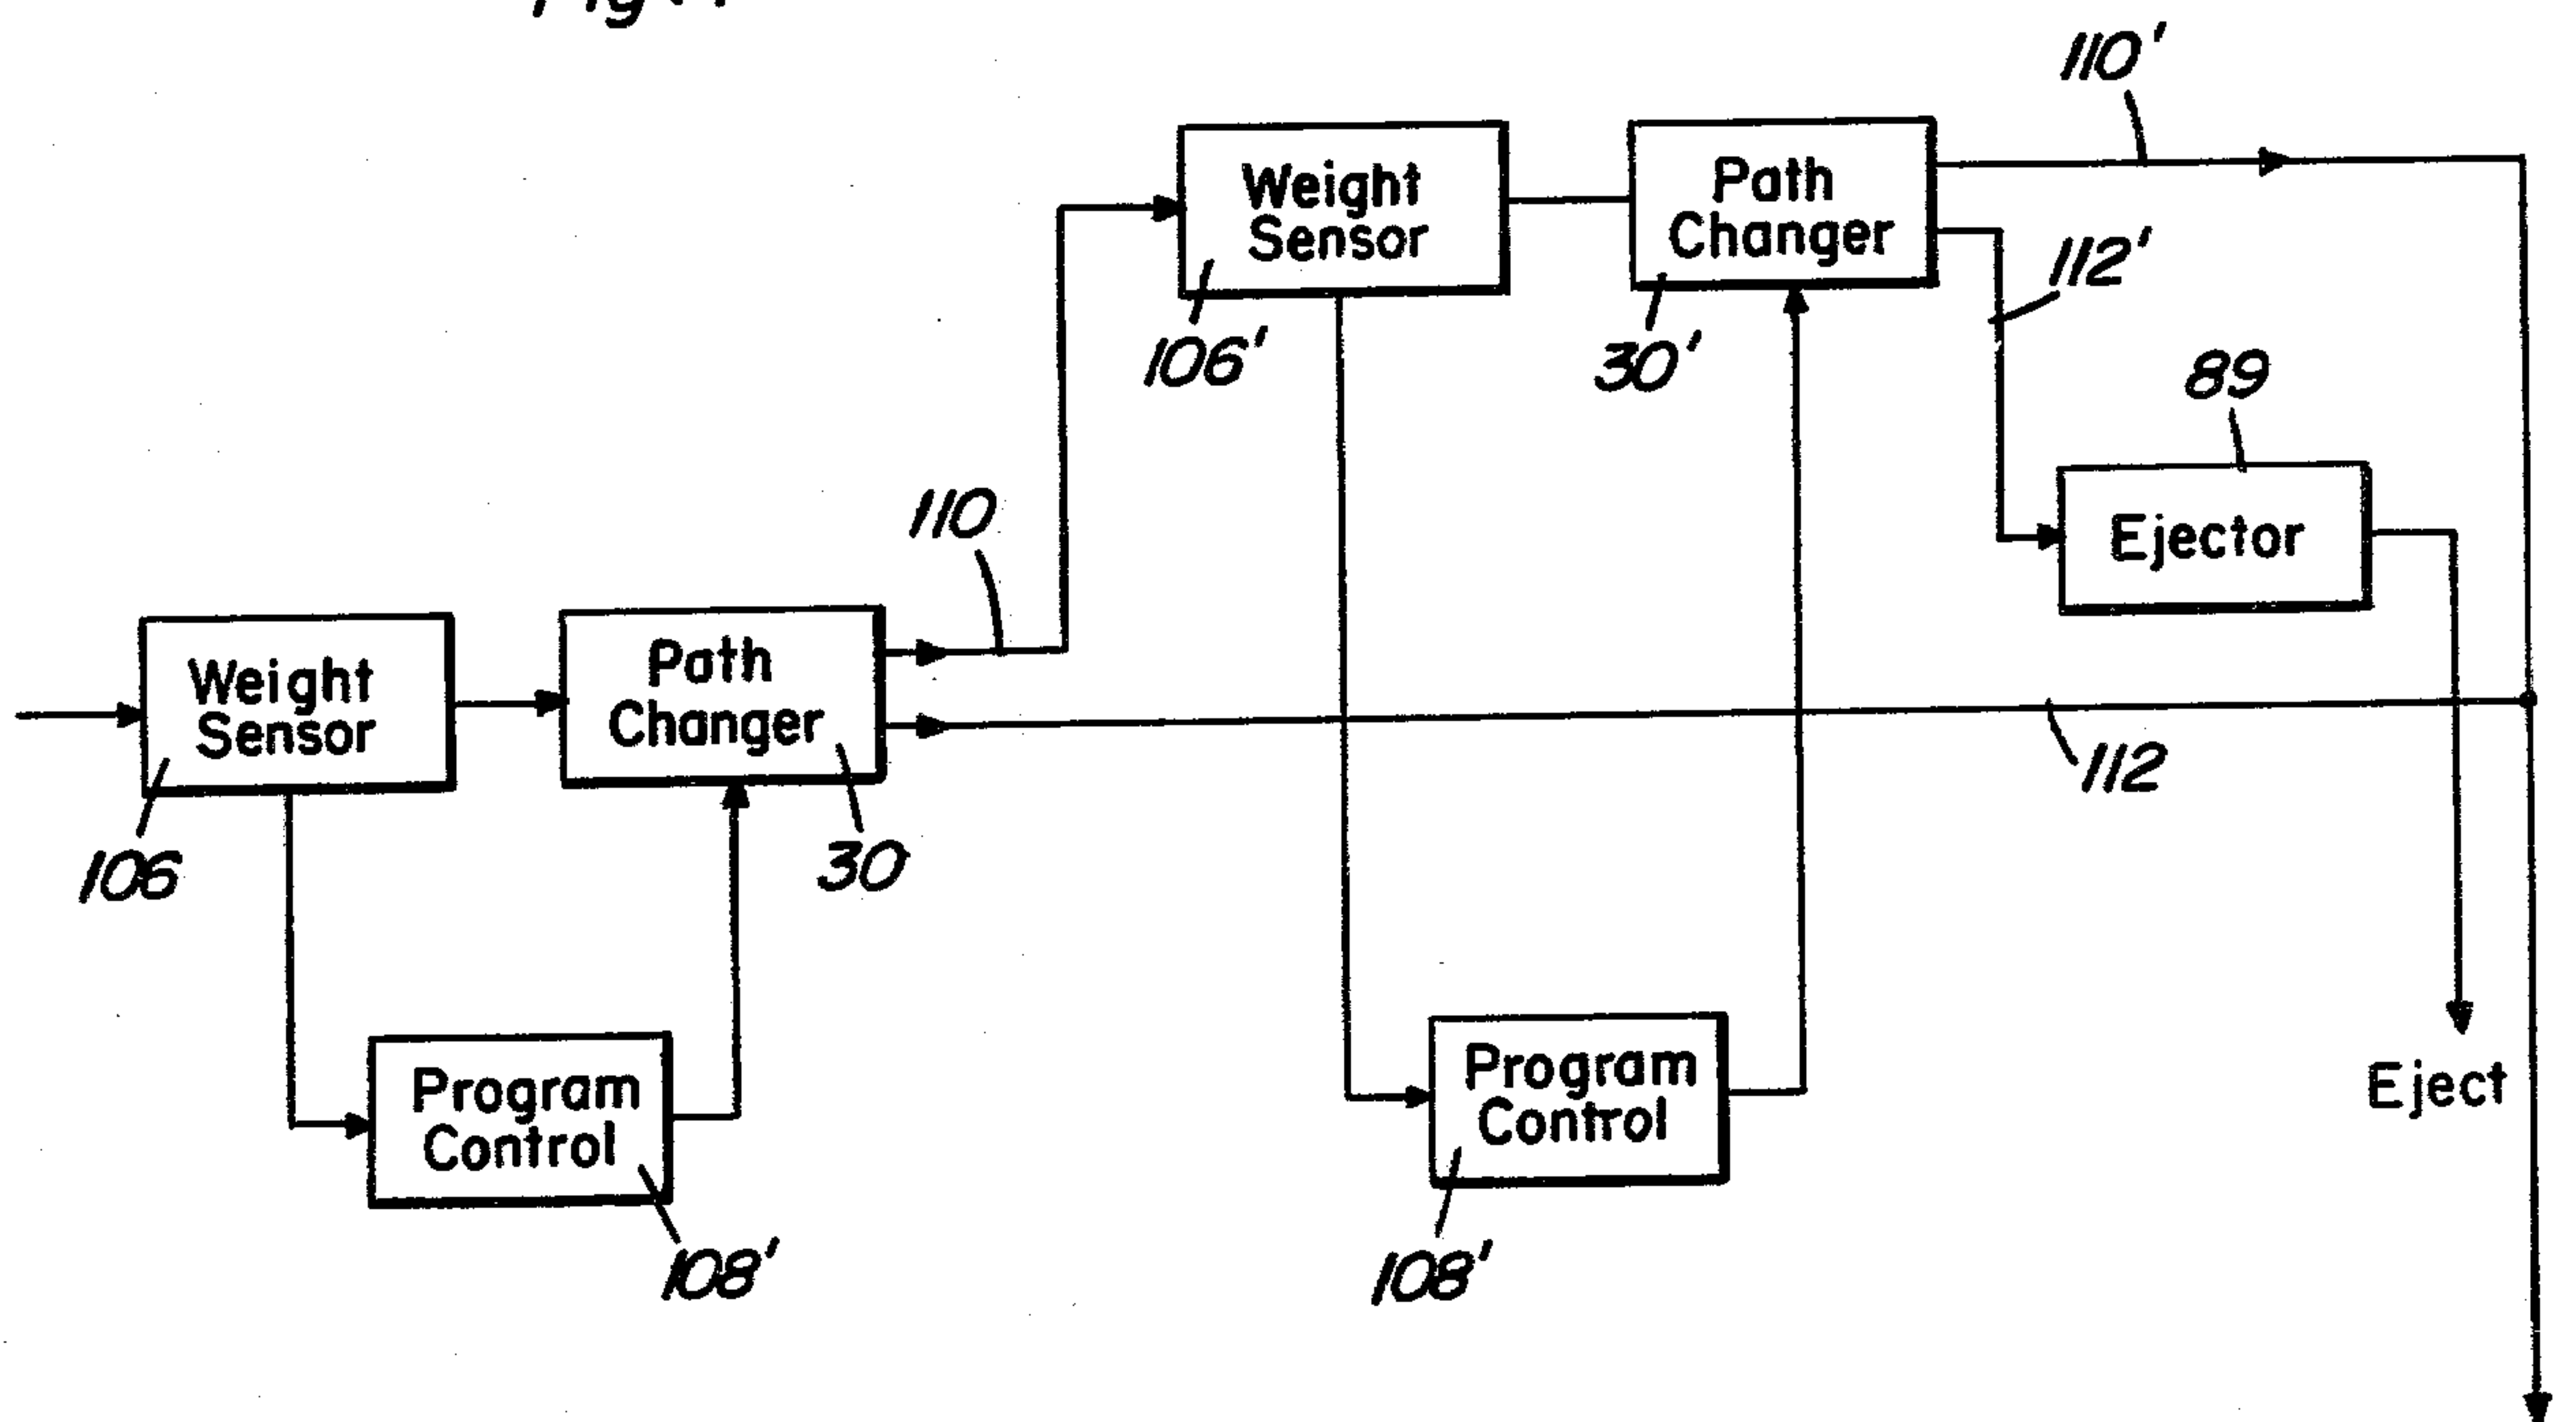 110'
Weight
Sensor
Path
Changer
112'
106'
30'
89
110
Ejector
Weight
Sensor
Path
Changer
112
106
30
Program
Control
Program
Control
Eject
108'
108'